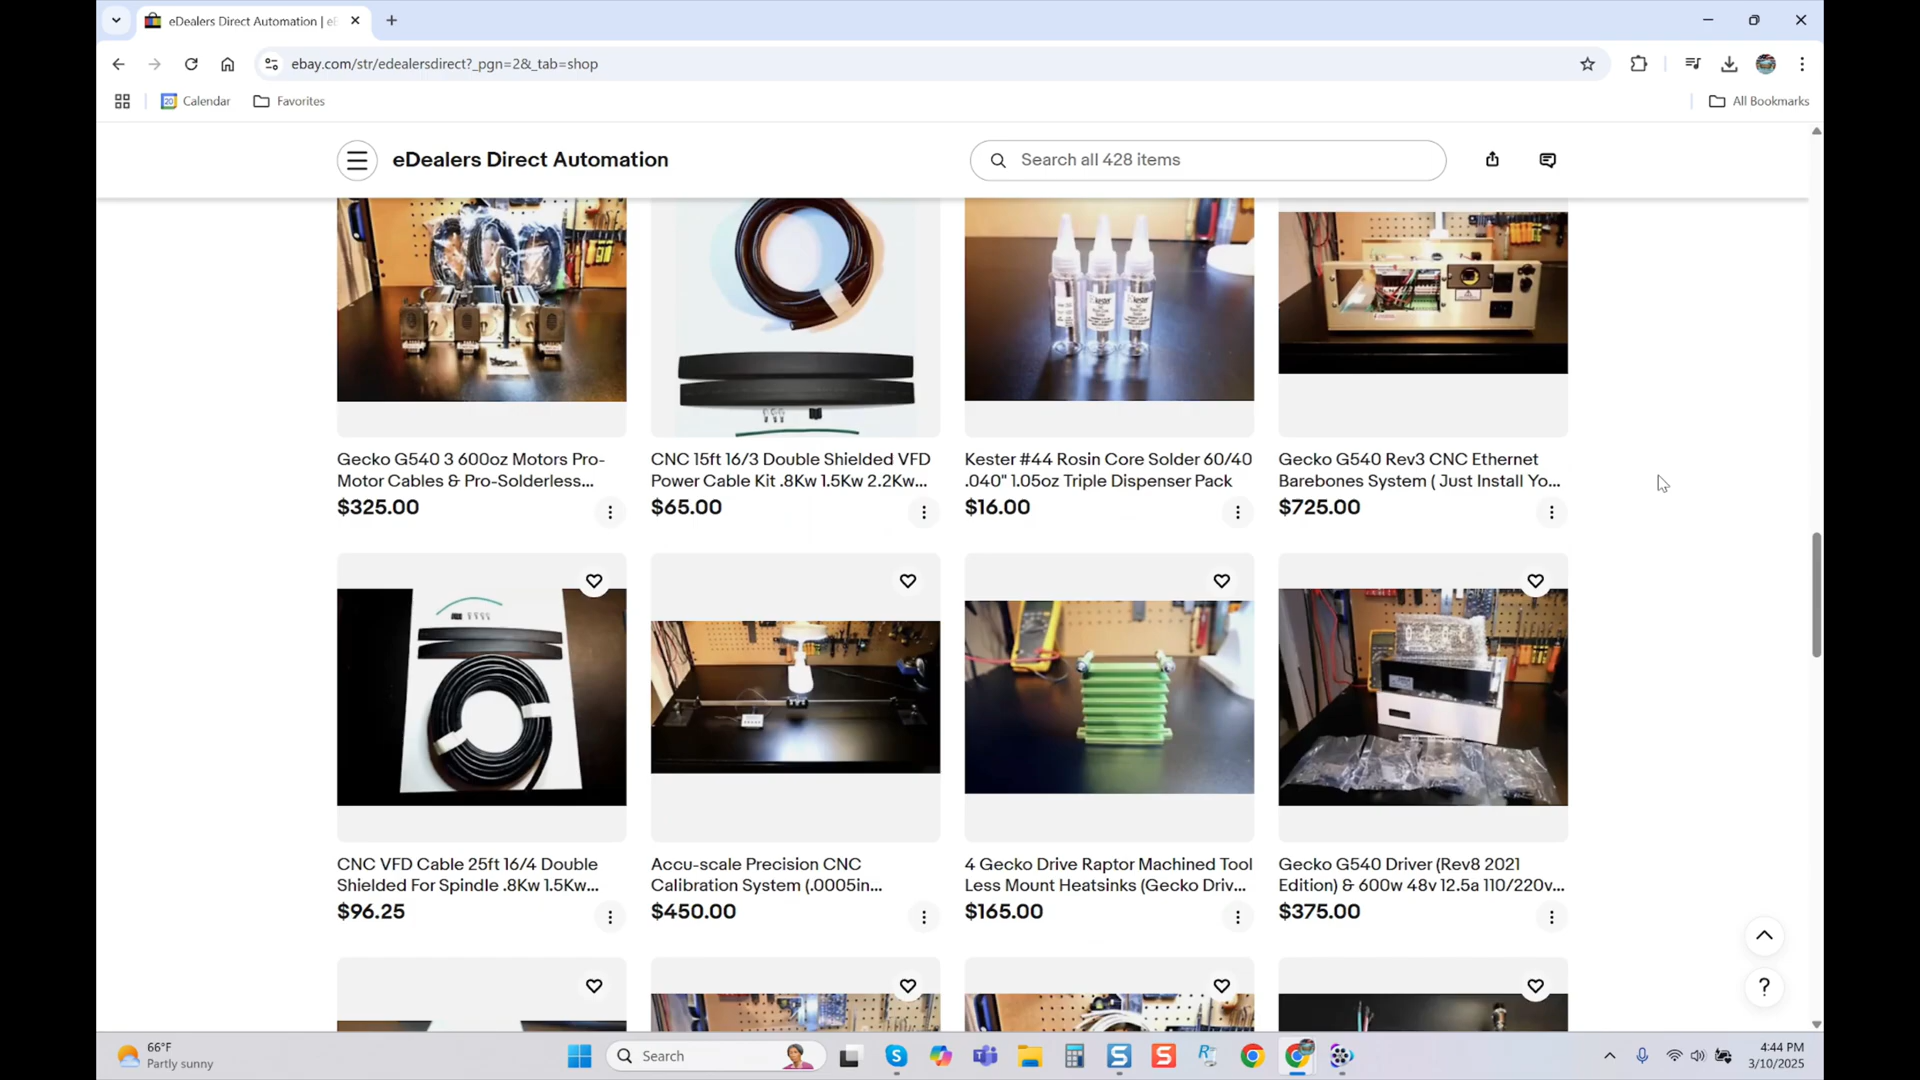 eDealers Direct Automation | e
ebay.com/str/edealersdirect?_pgn=2&_tab=shop
20 Calendar
Favorites
All Bookmarks
eDealers Direct Automation
Search all 428 items
Gecko G540 3 600oz Motors Pro-
Motor Cables & Pro-Solderless...
$325.00
CNC 15ft 16/3 Double Shielded VFD
Power Cable Kit .8Kw 1.5Kw 2.2Kw...
$65.00
Kester
Kester
Kester #44 Rosin Core Solder 60/40
.040" 1.05oz Triple Dispenser Pack
$16.00
Gecko G540 Rev3 CNC Ethernet
Barebones System ( Just Install Yo...
$725.00
CNC VFD Cable 25ft 16/4 Double
Shielded For Spindle .8Kw 1.5Kw...
$96.25
Accu-scale Precision CNC
Calibration System (.0005in...
$450.00
4 Gecko Drive Raptor Machined Tool
Less Mount Heatsinks (Gecko Driv...
$165.00
Gecko G540 Driver (Rev8 2021
Edition) & 600w 48v 12.5a 110/220v...
$375.00
?
66°F
Partly sunny
Search
4:44 PM
3/10/2025